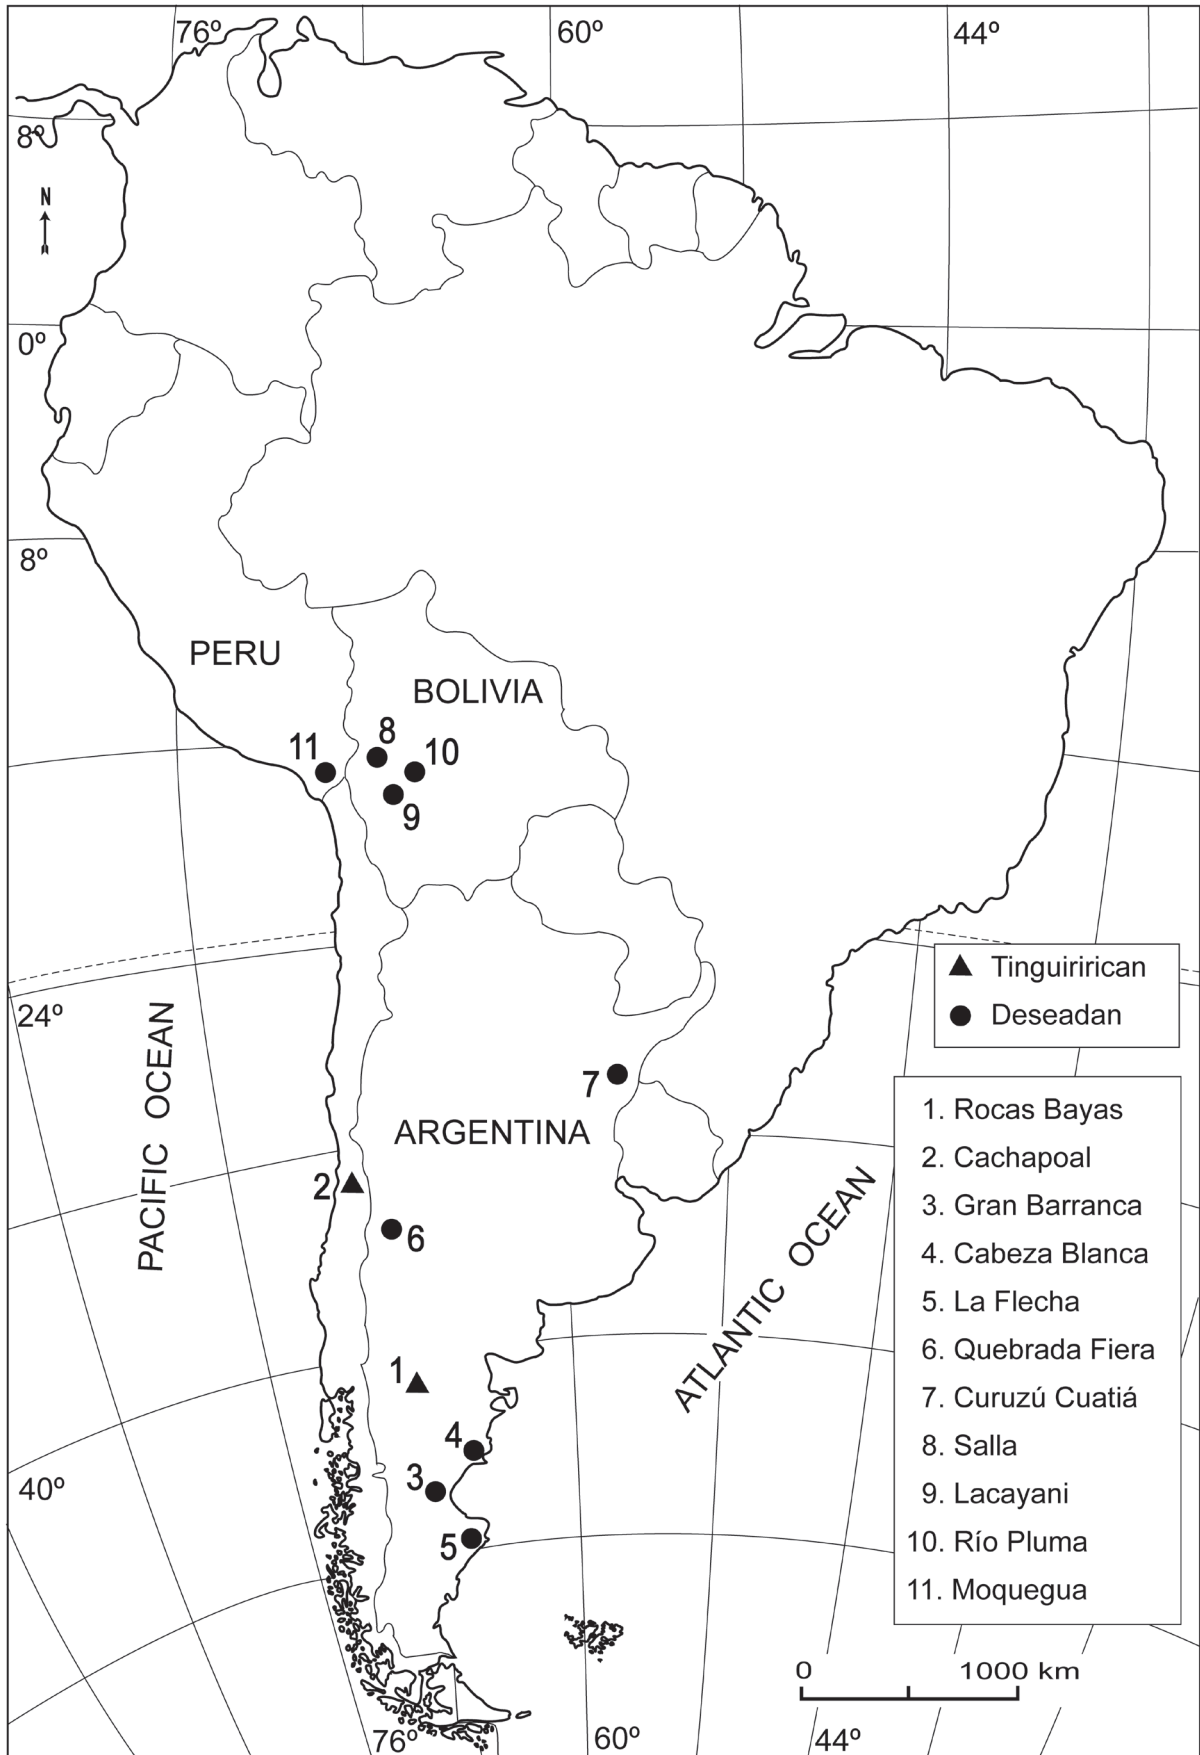 76º 60º 44º
8º
N
0º
8º
PERU
BOLIVIA
11 8 10
9
24º
PACIFIC OCEAN
Tinguirirican
Deseadan
7
ARGENTINA
2
6
ATLANTIC OCEAN
1
4
3
5
40º
1. Rocas Bayas
2. Cachapoal
3. Gran Barranca
4. Cabeza Blanca
5. La Flecha
6. Quebrada Fiera
7. Curuzú Cuatiá
8. Salla
9. Lacayani
10. Río Pluma
11. Moquegua
0 1000 km
76º 60º 44º